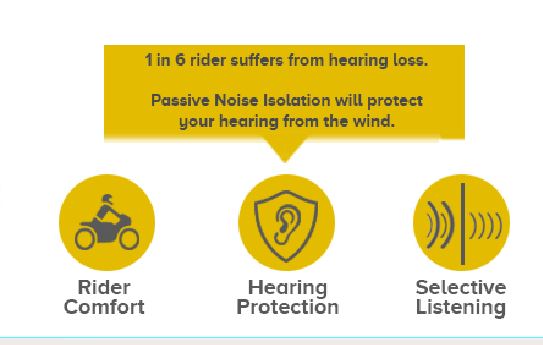 1 in 6 rider suffers from hearing loss.
Passive Noise Isolation will protect
your hearing from the wind.
Rider
Comfort
Hearing
Protection
Selective
Listening